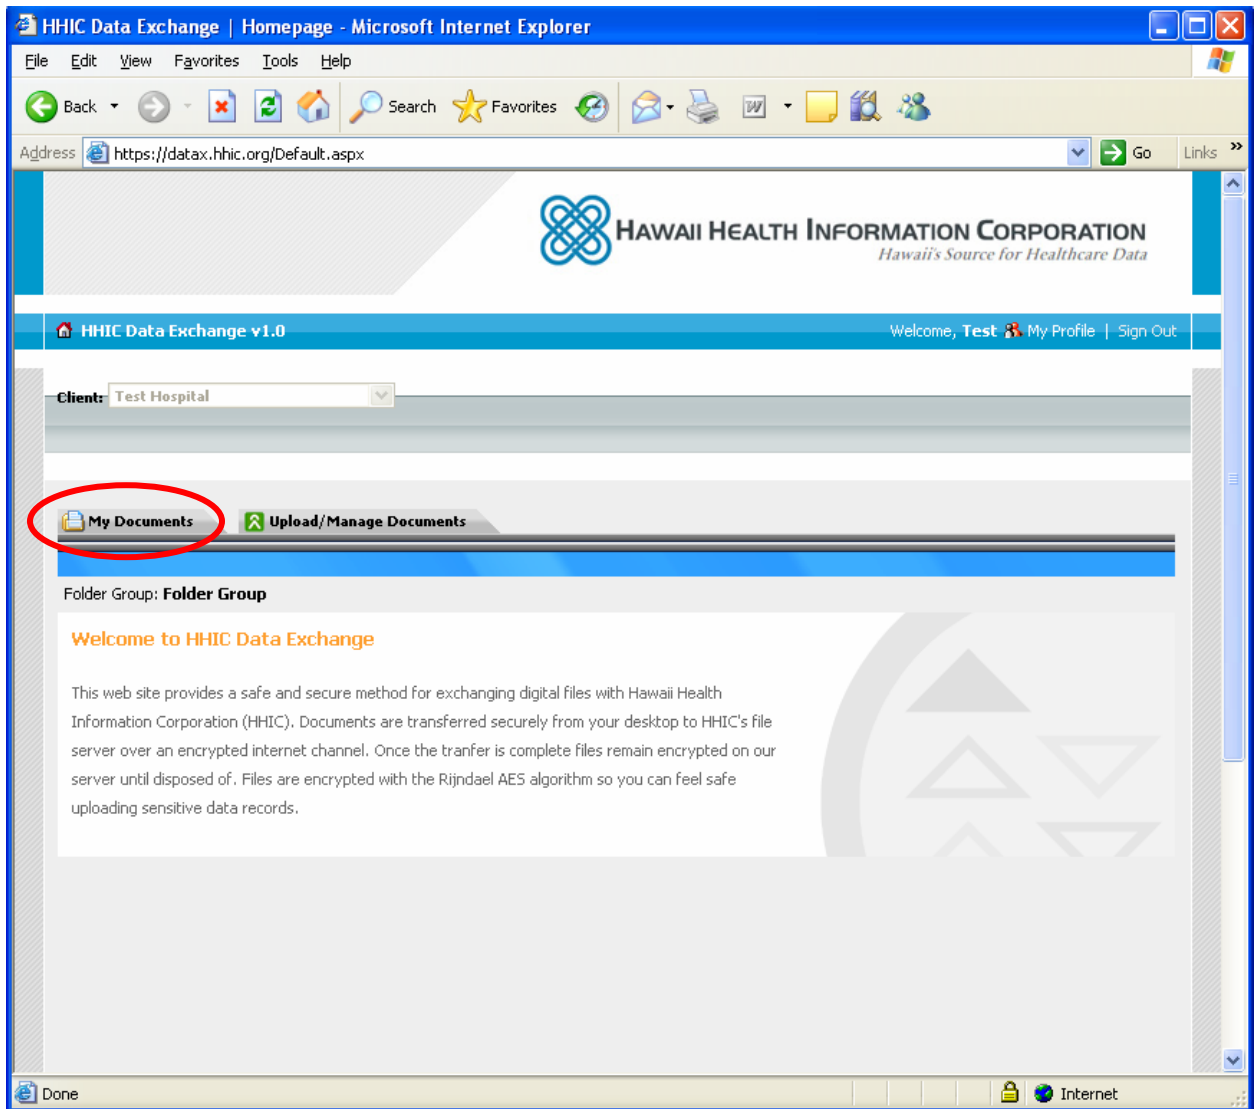 HHIC Data Exchange | Homepage - Microsoft Internet Explorer
File Edit View Favorites Tools Help
Back Search Favorites
Address https://datax.hhic.org/Default.aspx Go Links »
HAWAII HEALTH INFORMATION CORPORATION
Hawaii's Source for Healthcare Data
HHIC Data Exchange v1.0 Welcome, Test My Profile | Sign Out
Client: Test Hospital
My Documents Upload/Manage Documents
Folder Group: Folder Group
Welcome to HHIC Data Exchange
This web site provides a safe and secure method for exchanging digital files with Hawaii Health
Information Corporation (HHIC). Documents are transferred securely from your desktop to HHIC's file
server over an encrypted internet channel. Once the tranfer is complete files remain encrypted on our
server until disposed of. Files are encrypted with the Rijndael AES algorithm so you can feel safe
uploading sensitive data records.
Done Internet